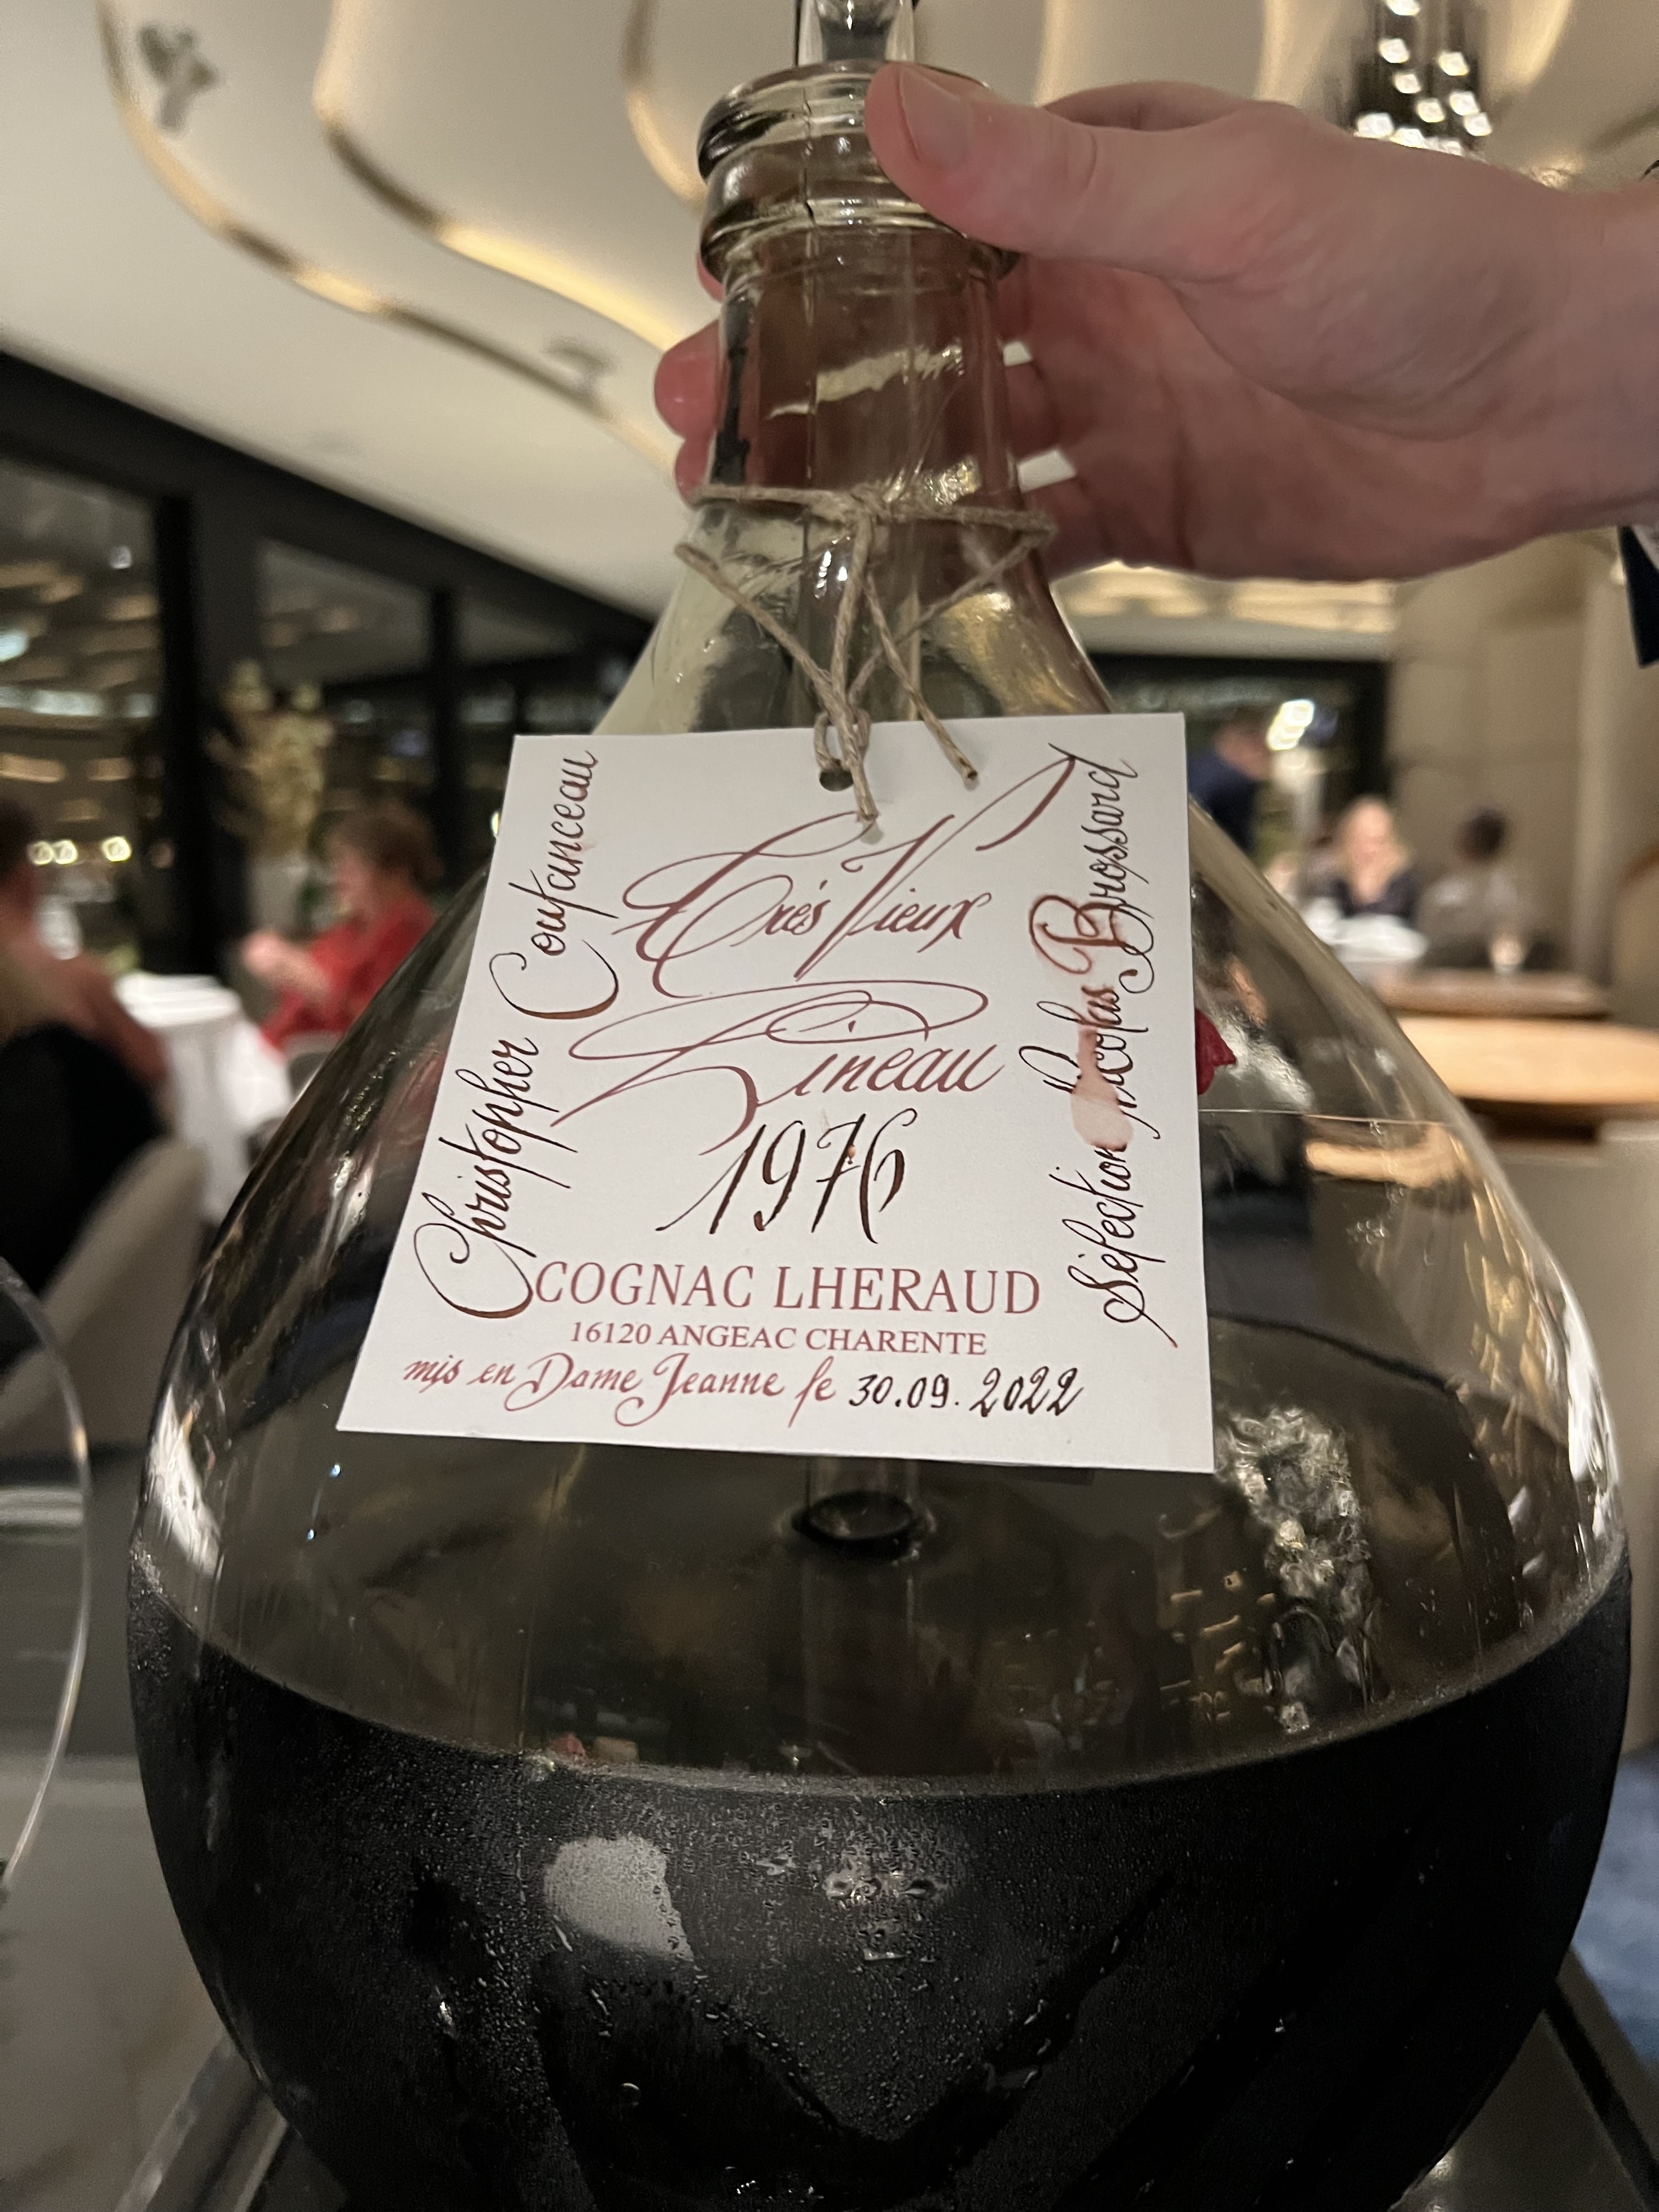 Christopher Coutanceau
Très Vieux
Pineau
1976
COGNAC LHERAUD
16120 ANGEAC CHARENTE
mis en Dame Jeanne le 30.09.2022
Sélection Nicolas Brossard